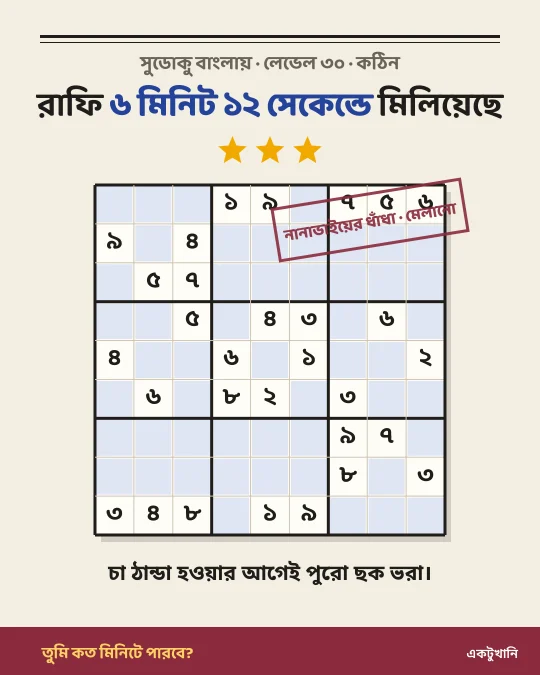 সুডোকু বাংলায় · লেভেল ৩০ · কঠিন
রাফি ৬ মিনিট ১২ সেকেন্ডে মিলিয়েছে
১ ৯ ৭ ৫ ৬
নানাভাইয়ের ধাঁধা · মেলানো
৯ ৪
৫ ৭
৫ ৪ ৩ ৬
৪ ৬ ১ ২
৬ ৮ ২ ৩
৯ ৭
৮ ৩
৩ ৪ ৮ ১ ৯
চা ঠান্ডা হওয়ার আগেই পুরো ছক ভরা।
তুমি কত মিনিটে পারবে?
একটুখানি